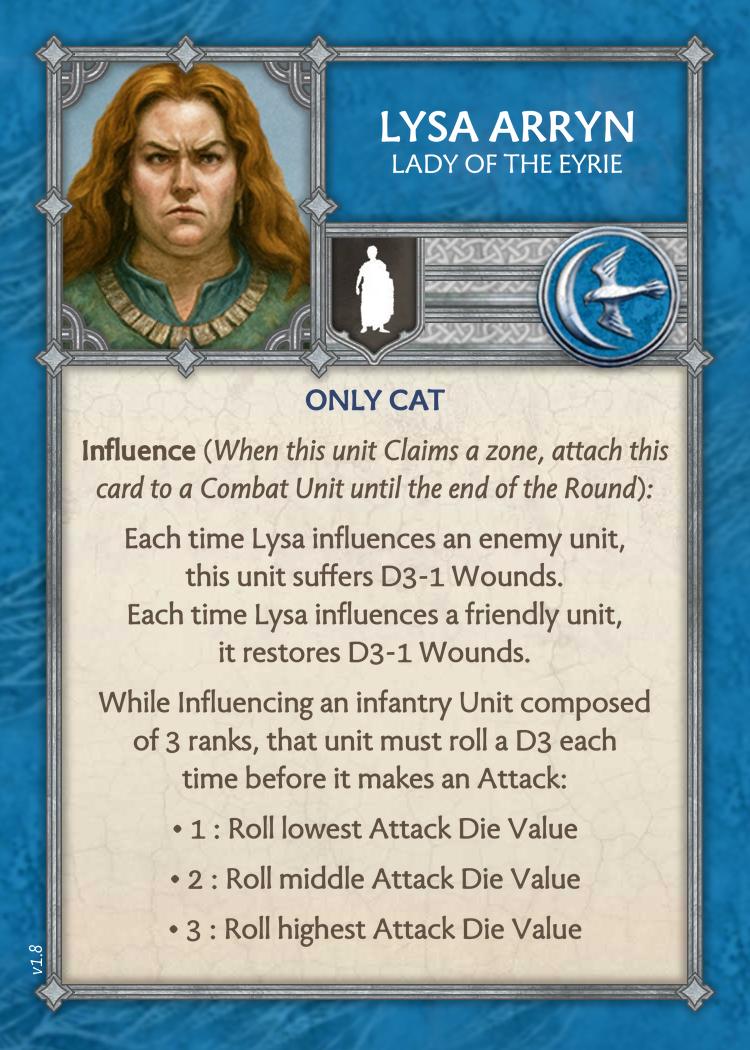 LYSA ARRYN
LADY OF THE EYRIE
ONLY CAT
Influence (When this unit Claims a zone, attach this
card to a Combat Unit until the end of the Round):
Each time Lysa influences an enemy unit,
this unit suffers D3-1 Wounds.
Each time Lysa influences a friendly unit,
it restores D3-1 Wounds.
While Influencing an infantry Unit composed
of 3 ranks, that unit must roll a D3 each
time before it makes an Attack:
• 1 : Roll lowest Attack Die Value
• 2 : Roll middle Attack Die Value
• 3 : Roll highest Attack Die Value
v1.8